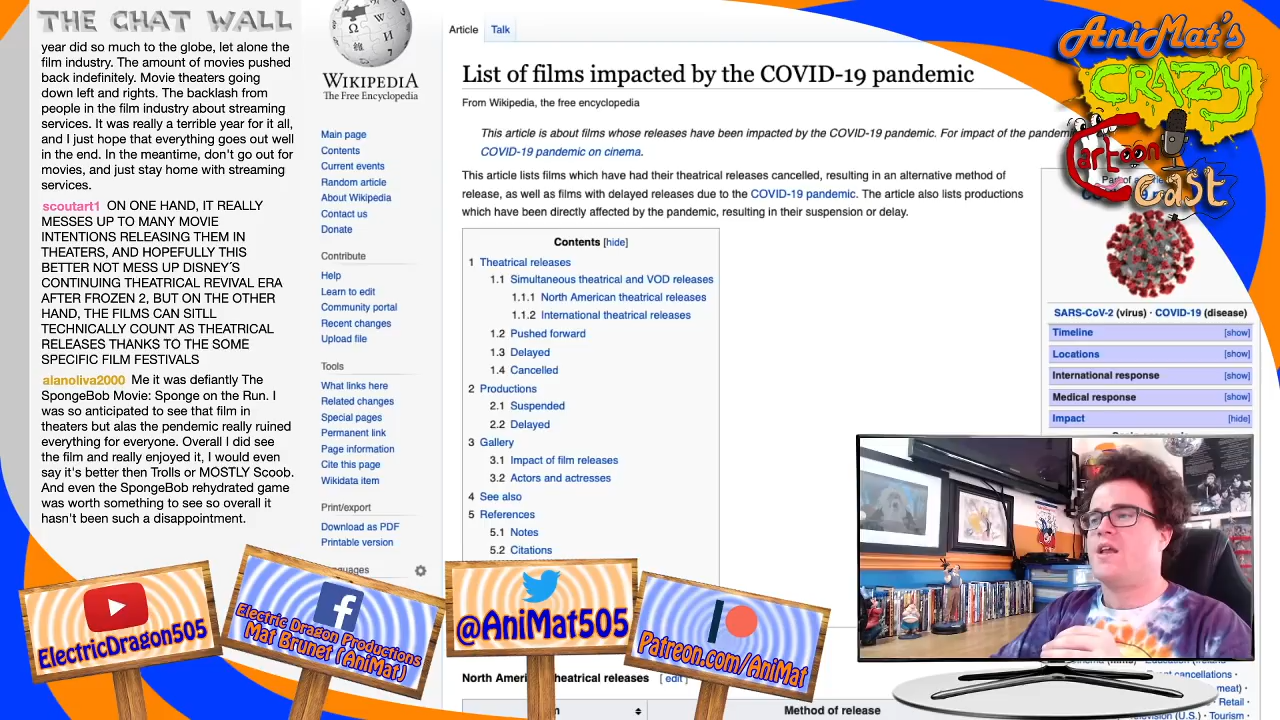 THE CHAT WALL
year did so much to the globe, let alone the
film industry. The amount of movies pushed
back indefinitely. Movie theaters going
down left and rights. The backlash from
people in the film industry about streaming
services. It was really a terrible year for it all,
and I just hope that everything goes out well
in the end. In the meantime, don't go out for
movies, and just stay home with streaming
services.
scoutart1 ON ONE HAND, IT REALLY
MESSES UP TO MANY MOVIE
INTENTIONS RELEASING THEM IN
THEATERS, AND HOPEFULLY THIS
BETTER NOT MESS UP DISNEY´S
CONTINUING THEATRICAL REVIVAL ERA
AFTER FROZEN 2, BUT ON THE OTHER
HAND, THE FILMS CAN SITLL
TECHNICALLY COUNT AS THEATRICAL
RELEASES THANKS TO THE SOME
SPECIFIC FILM FESTIVALS
alanoliva2000 Me it was defiantly The
SpongeBob Movie: Sponge on the Run. I
was so anticipated to see that film in
theaters but alas the pendemic really ruined
everything for everyone. Overall I did see
the film and really enjoyed it, I would even
say it's better then Trolls or MOSTLY Scoob.
And even the SpongeBob rehydrated game
was worth something to see so overall it
hasn't been such a disappointment.
WIKIPEDIA
The Free Encyclopedia
Main page
Contents
Current events
Random article
About Wikipedia
Contact us
Donate
Contribute
Help
Learn to edit
Community portal
Recent changes
Upload file
Tools
What links here
Related changes
Special pages
Permanent link
Page information
Cite this page
Wikidata item
Print/export
Download as PDF
Printable version
Article Talk
List of films impacted by the COVID-19 pandemic
From Wikipedia, the free encyclopedia
This article is about films whose releases have been impacted by the COVID-19 pandemic. For impact of the
COVID-19 pandemic on cinema.
This article lists films which have had their theatrical releases cancelled, resulting in an alternative method of
release, as well as films with delayed releases due to the COVID-19 pandemic. The article also lists productions
which have been directly affected by the pandemic, resulting in their suspension or delay.
Contents [hide]
1 Theatrical releases
1.1 Simultaneous theatrical and VOD releases
1.1.1 North American theatrical releases
1.1.2 International theatrical releases
1.2 Pushed forward
1.3 Delayed
1.4 Cancelled
2 Productions
2.1 Suspended
2.2 Delayed
3 Gallery
3.1 Impact of film releases
3.2 Actors and actresses
4 See also
5 References
5.1 Notes
5.2 Citations
AniMat's
CRAZY
Cartoon
Cast
SARS-CoV-2 (virus) · COVID-19 (disease)
Timeline [show]
Locations [show]
International response [show]
Medical response [show]
Impact [hide]
ElectricDragon505
Electric Dragon Productions
Mat Brunet (AniMat)
@AniMat505
Patreon.com/AniMat
theatrical releases [ edit
Method of release
cancellations
Retail
(U.S.) · Tourism